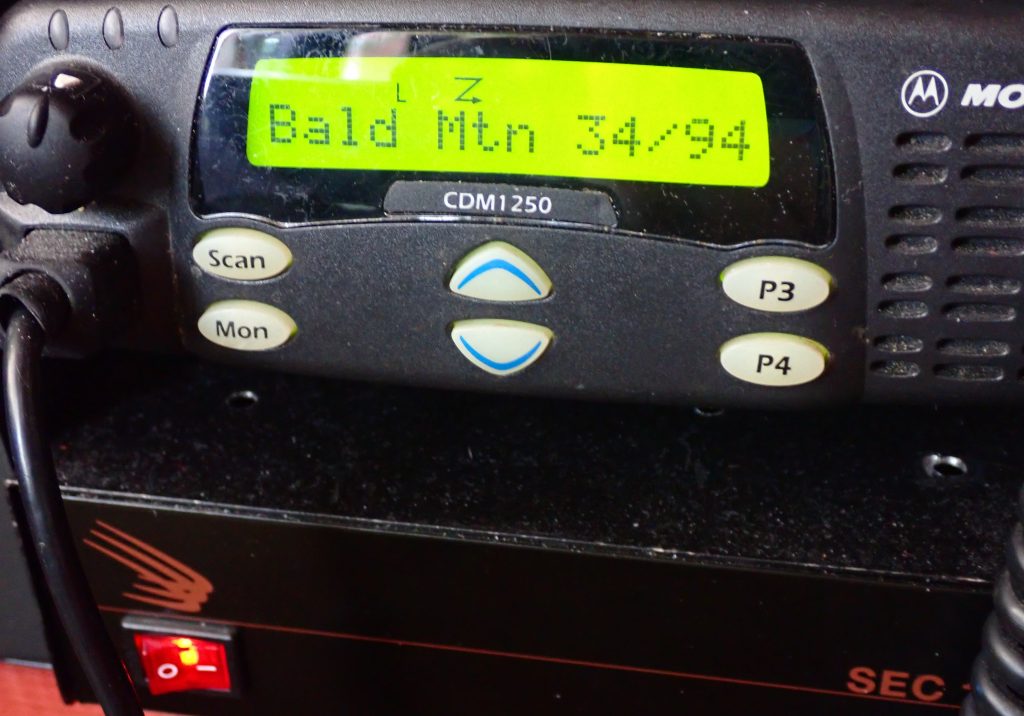 L
Bald Mtn 34/94
MO
CDM1250
Scan
P3
Mon
P4
O –
SEC